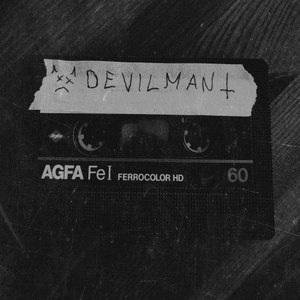 DEVILMAN
AGFA FeI FERROCOLOR HD 60